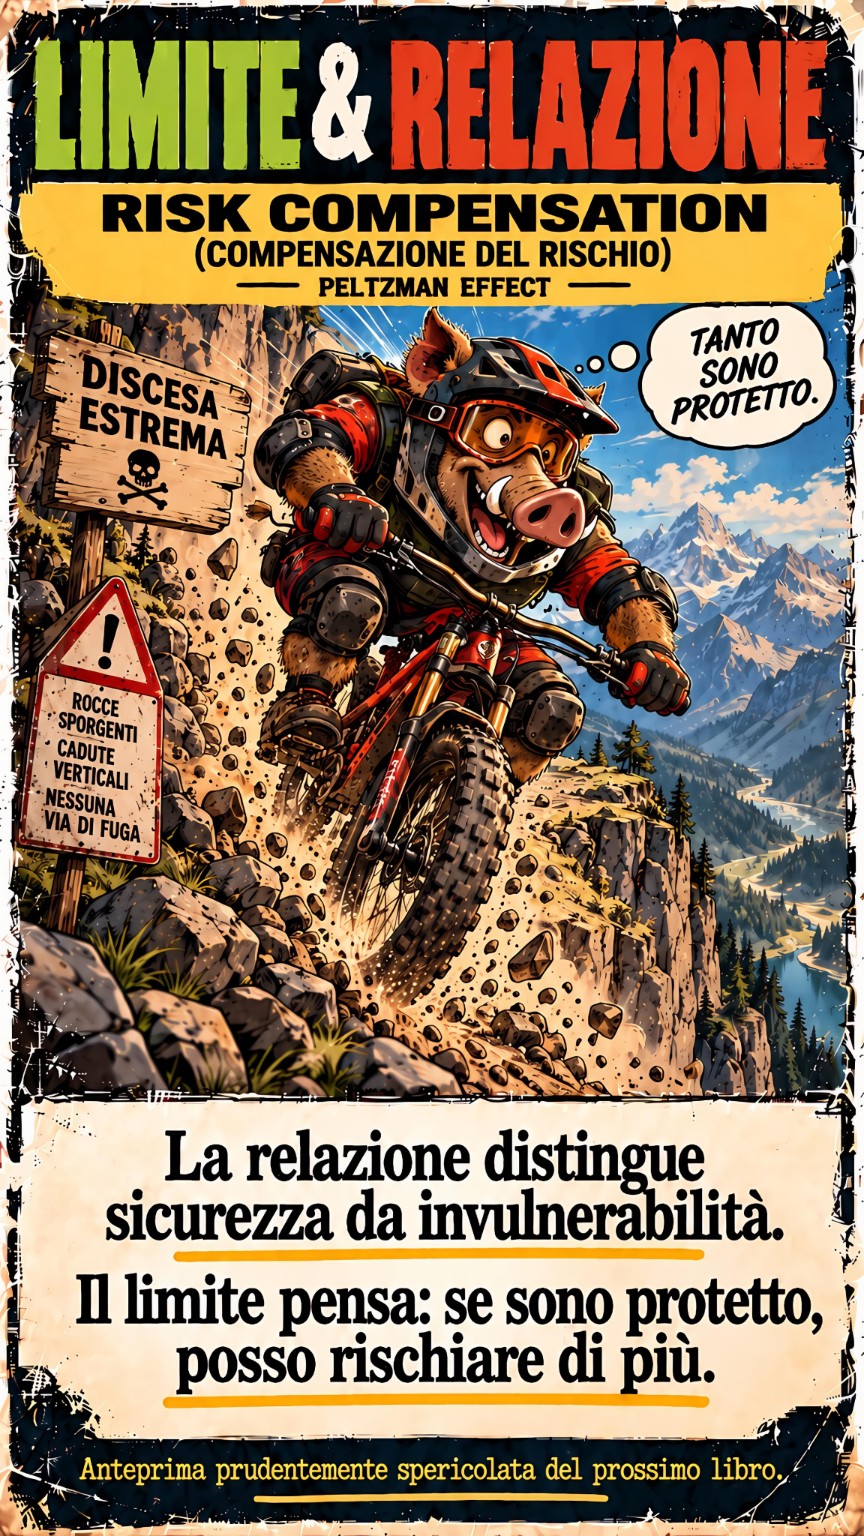 LIMITE & RELAZIONE
RISK COMPENSATION
(COMPENSAZIONE DEL RISCHIO)
PELTZMAN EFFECT
TANTO
SONO
PROTETTO.
DISCESA
ESTREMA
!
ROCCE
SPORGENTI
CADUTE
VERTICALI
NESSUNA
VIA DI FUGA
La relazione distingue
sicurezza da invulnerabilità.
Il limite pensa: se sono protetto,
posso rischiare di più.
Anteprima prudentemente spericolata del prossimo libro.